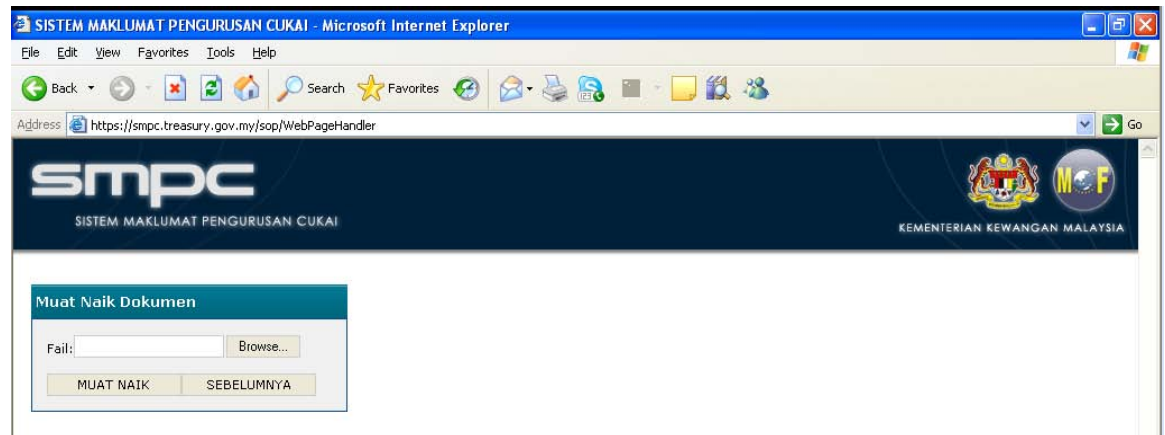 SISTEM MAKLUMAT PENGURUSAN CUKAI - Microsoft Internet Explorer
File Edit View Favorites Tools Help
Back Search Favorites
Address https://smpc.treasury.gov.my/sop/WebPageHandler Go
smpc
SISTEM MAKLUMAT PENGURUSAN CUKAI
M F
KEMENTERIAN KEWANGAN MALAYSIA
Muat Naik Dokumen
Fail: Browse...
MUAT NAIK SEBELUMNYA